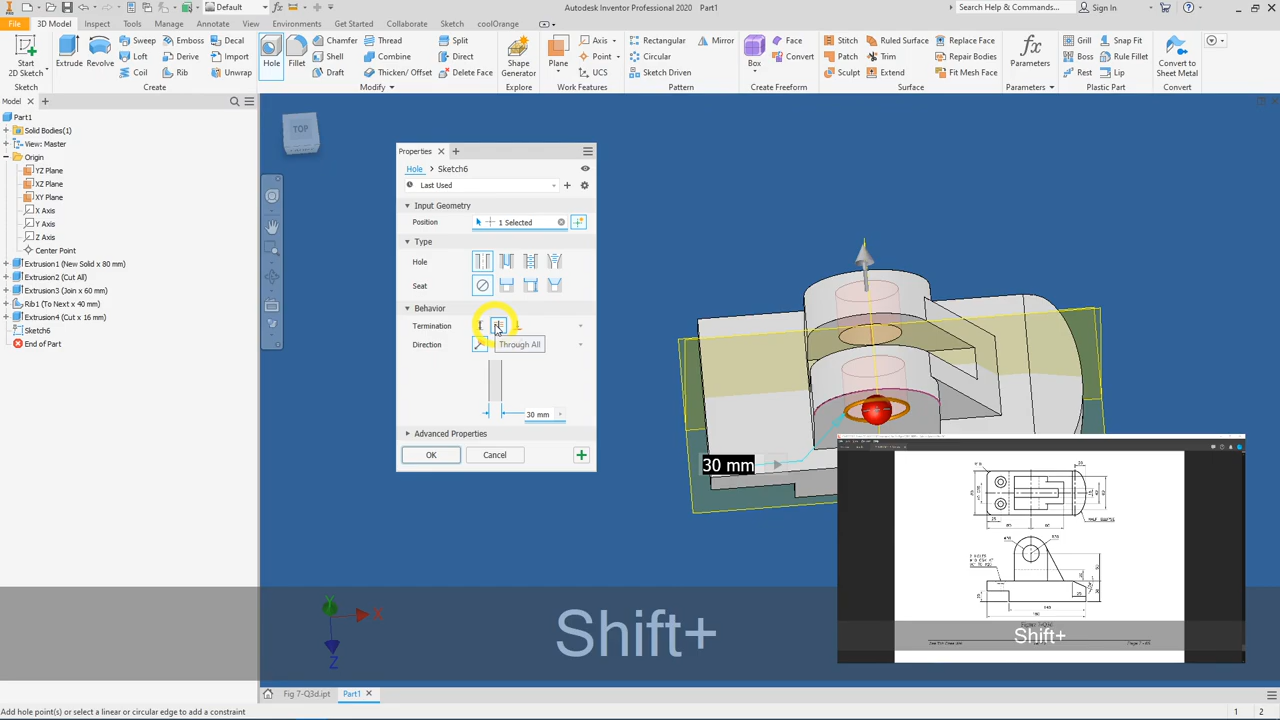 Default
Autodesk Inventor Professional 2020 Part1
Search Help & Commands...
Sign In
File
3D Model
Sketch
Inspect
Tools
Manage
Annotate
View
Environments
Get Started
Collaborate
Sketch
coolOrange
Start
2D Sketch
Sketch
Extrude
Revolve
Sweep
Emboss
Decal
Loft
Derive
Import
Coil
Rib
Unwrap
Create
Hole
Fillet
Chamfer
Thread
Split
Shell
Combine
Direct
Draft
Thicken/ Offset
Delete Face
Modify
Shape
Generator
Explore
Plane
Axis
Point
UCS
Work Features
Rectangular
Mirror
Circular
Sketch Driven
Pattern
Box
Face
Convert
Create Freeform
Stitch
Ruled Surface
Replace Face
Patch
Trim
Repair Bodies
Sculpt
Extend
Fit Mesh Face
Surface
Parameters
Parameters
Grill
Snap Fit
Boss
Rule Fillet
Rest
Lip
Plastic Part
Convert to
Sheet Metal
Convert
Model
Part1
Solid Bodies(1)
View: Master
Origin
YZ Plane
XZ Plane
XY Plane
X Axis
Y Axis
Z Axis
Center Point
Extrusion1 (New Solid x 80 mm)
Extrusion2 (Cut All)
Extrusion3 (Join x 60 mm)
Rib1 (To Next x 40 mm)
Extrusion4 (Cut x 16 mm)
Sketch6
End of Part
TOP
Properties
Hole > Sketch6
Last Used
Input Geometry
Position 1 Selected
Type
Hole
Seat
Behavior
Termination
Direction
Through All
30 mm
Advanced Properties
OK
Cancel
30 mm
Shift+
Shift+
Y
X
Z
Fig 7-Q3d.ipt
Part1
Add hole point(s) or select a linear or circular edge to add a constraint
1 2